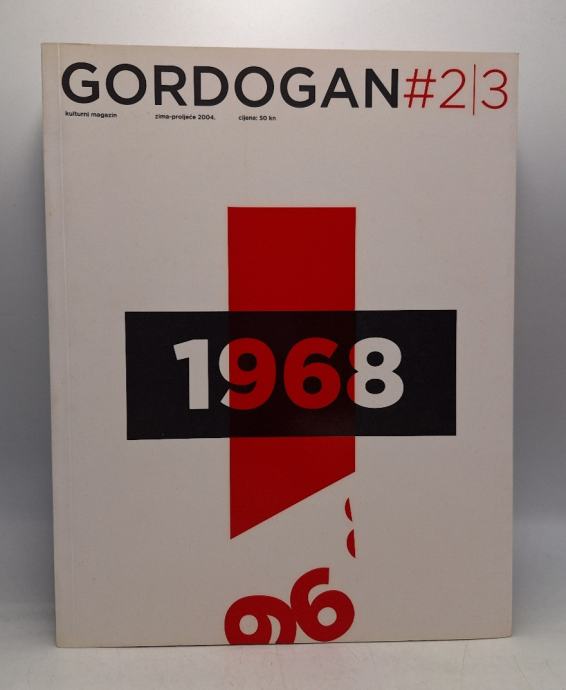 GORDOGAN#2|3
kulturni magazin zima-proljeće 2004. cijena: 50 kn
1968
96